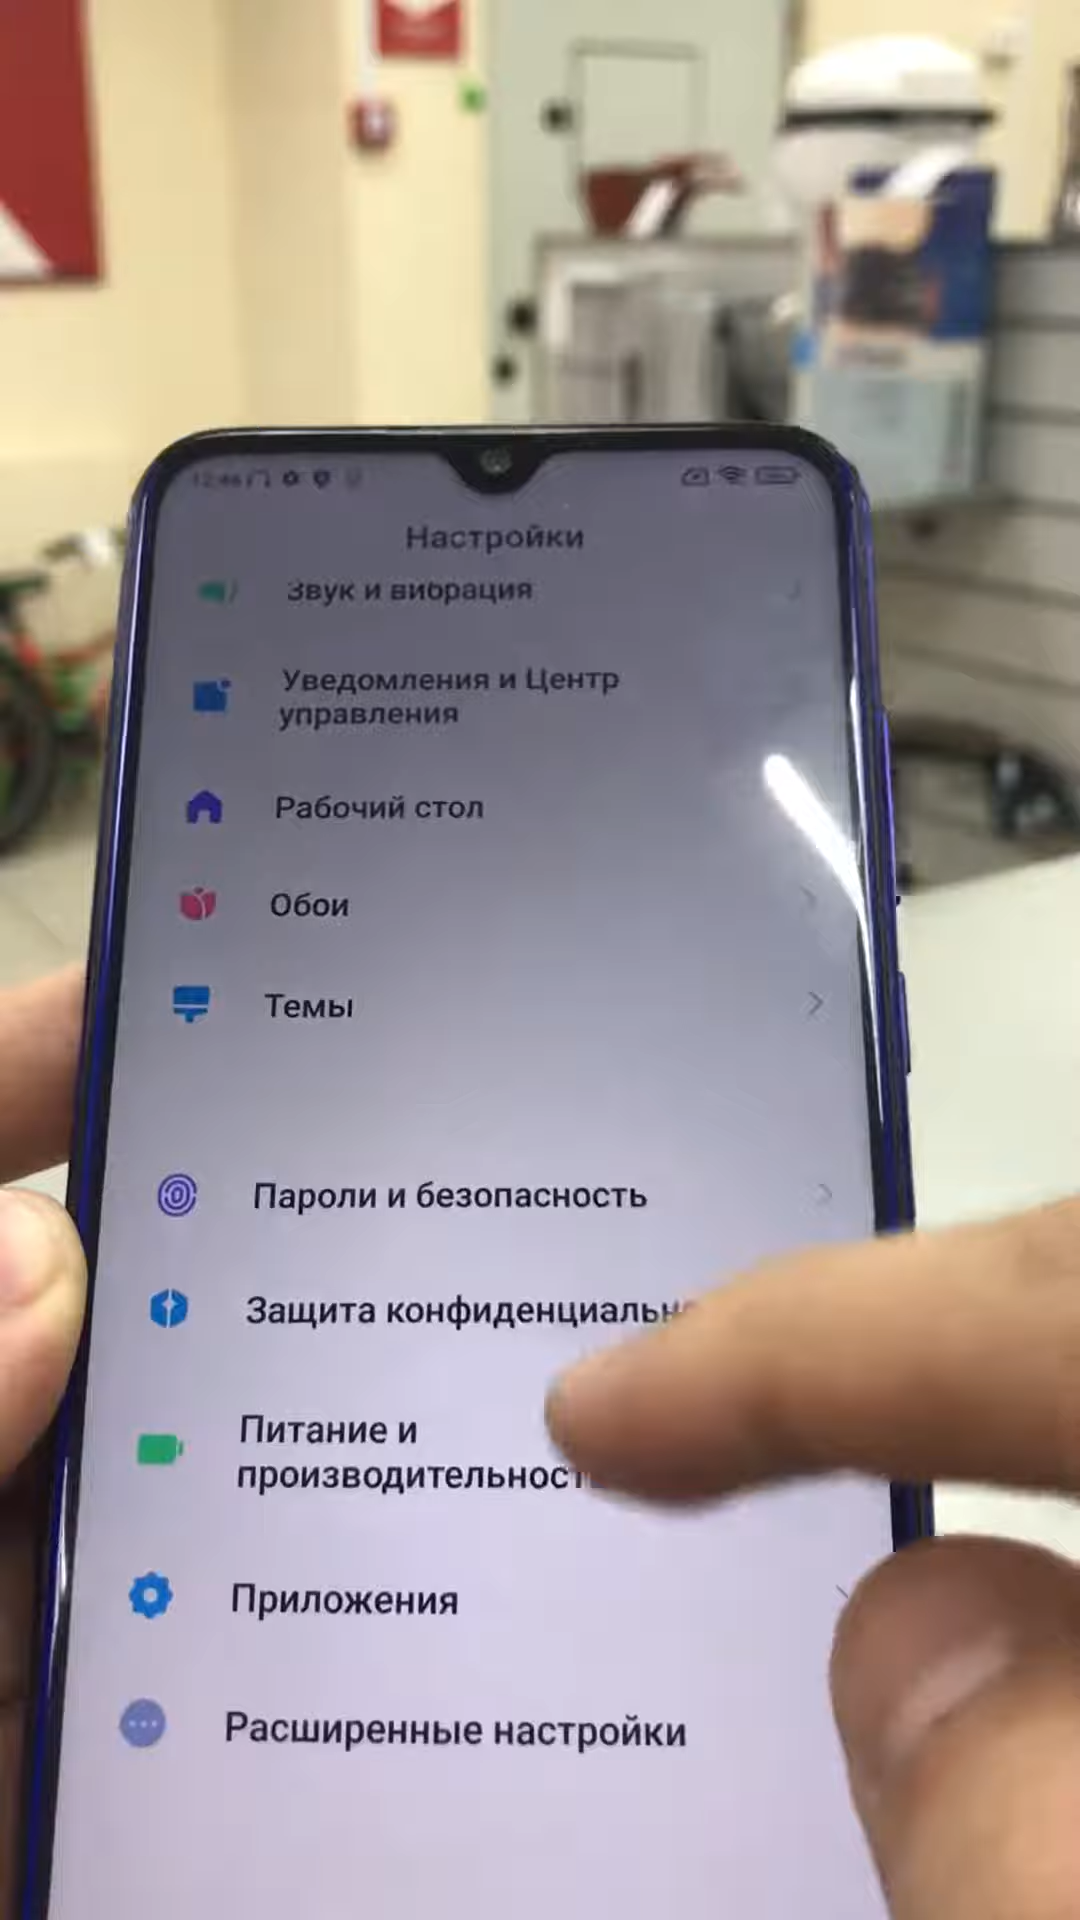 Настройки
Звук и вибрация
Уведомления и Центр
управления
Рабочий стол
Обои
Темы
Пароли и безопасность
Защита конфиденциальн
Питание и
производительност
Приложения
Расширенные настройки